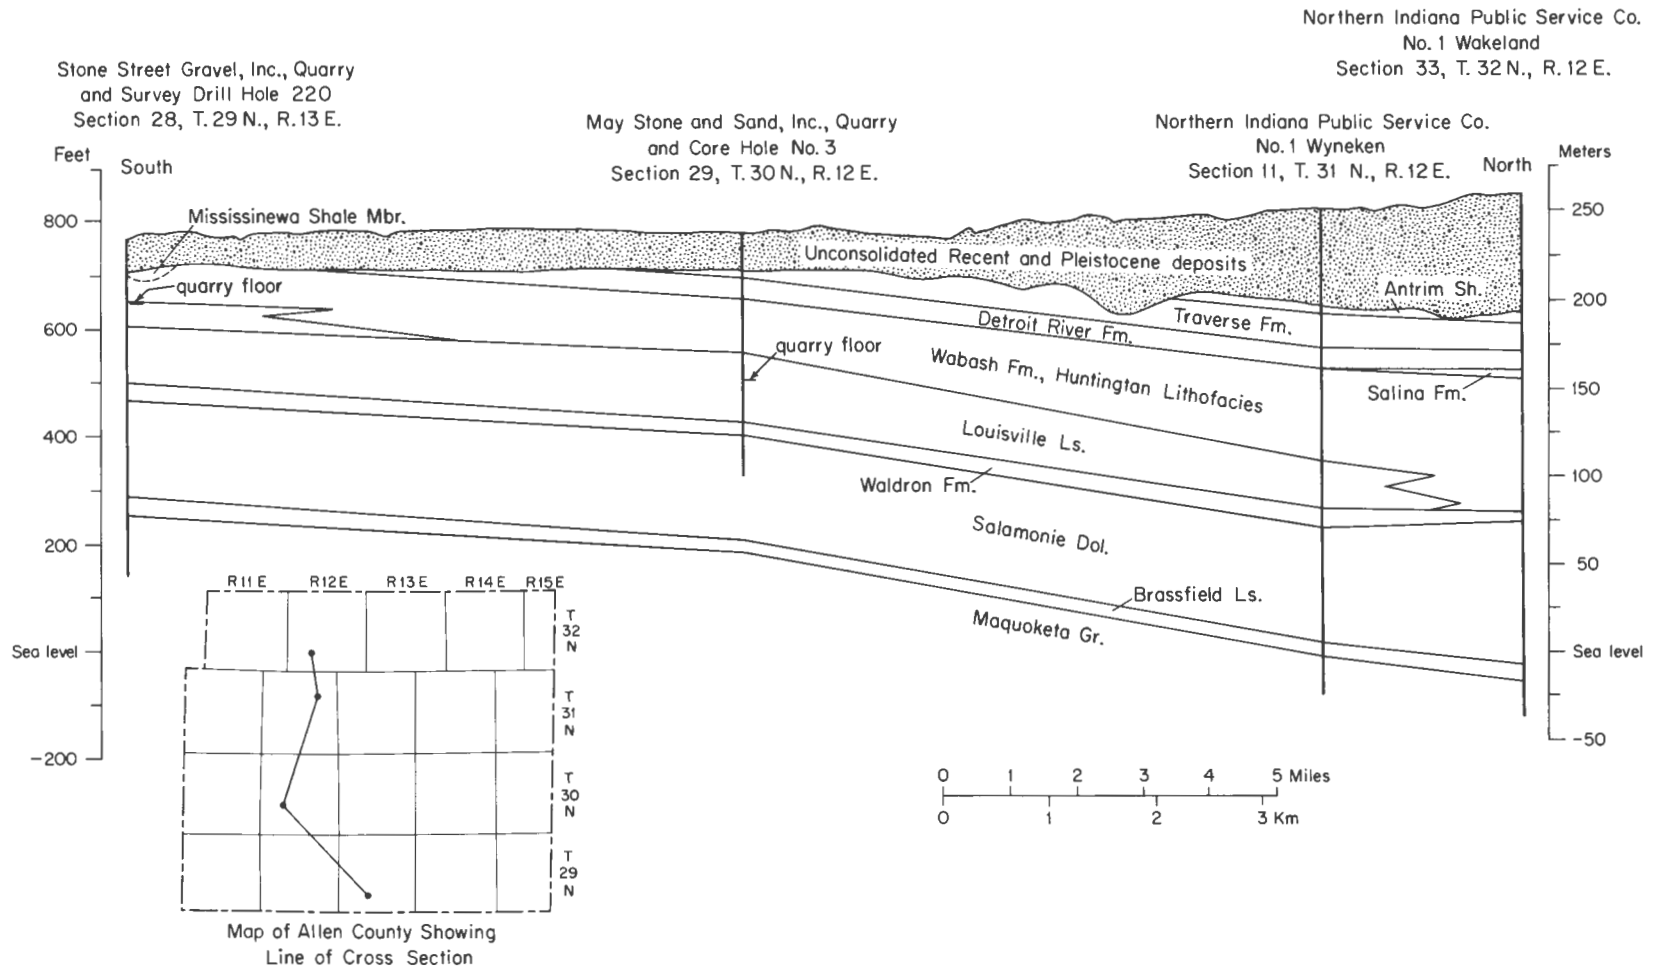 Northern Indiana Public Service Co.
No. 1 Wakeland
Section 33, T. 32 N., R. 12 E.
Stone Street Gravel, Inc., Quarry
and Survey Drill Hole 220
Section 28, T. 29 N., R. 13 E.
May Stone and Sand, Inc., Quarry
and Core Hole No. 3
Section 29, T. 30 N., R. 12 E.
Northern Indiana Public Service Co.
No. 1 Wyneken
Section 11, T. 31 N., R. 12 E.
Feet
South
North
Meters
800
600
400
200
Sea level
-200
250
200
150
100
50
Sea level
-50
Mississinewa Shale Mbr.
quarry floor
Unconsolidated Recent and Pleistocene deposits
Antrim Sh.
Traverse Fm.
Detroit River Fm.
quarry floor
Wabash Fm., Huntingtan Lithofacies
Salina Fm.
Louisville Ls.
Waldron Fm.
Salamonie Dol.
Brassfield Ls.
Maquoketa Gr.
R 11 E R 12 E R 13 E R 14 E R 15 E
T
32
N
T
31
N
T
30
N
T
29
N
Map of Allen County Showing
Line of Cross Section
0 1 2 3 4 5 Miles
0 1 2 3 Km